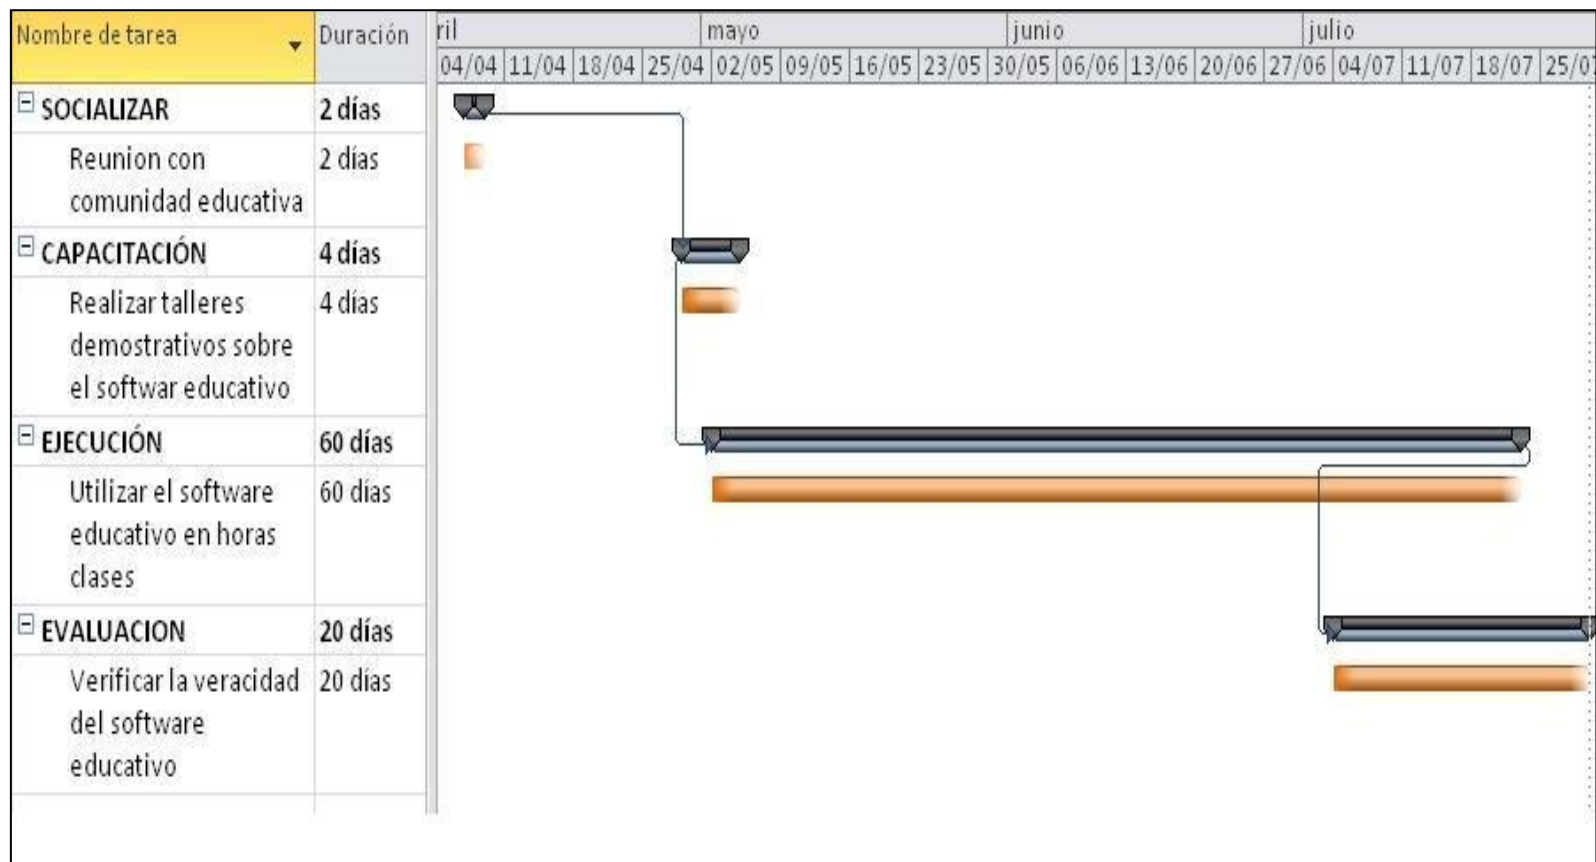 Nombre de tarea Duración ril mayo junio julio
04/04 11/04 18/04 25/04 02/05 09/05 16/05 23/05 30/05 06/06 13/06 20/06 27/06 04/07 11/07 18/07 25/07
SOCIALIZAR 2 días
Reunion con 2 días
comunidad educativa
CAPACITACIÓN 4 días
Realizar talleres 4 días
demostrativos sobre
el softwar educativo
EJECUCIÓN 60 días
Utilizar el software 60 días
educativo en horas
clases
EVALUACION 20 días
Verificar la veracidad 20 días
del software
educativo